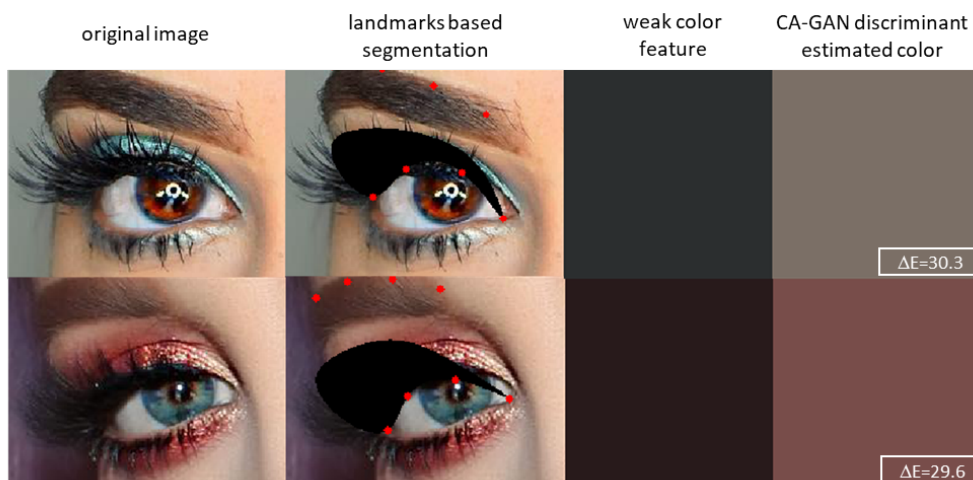 original image
landmarks based
segmentation
weak color
feature
CA-GAN discriminant
estimated color
ΔE=30.3
ΔE=29.6